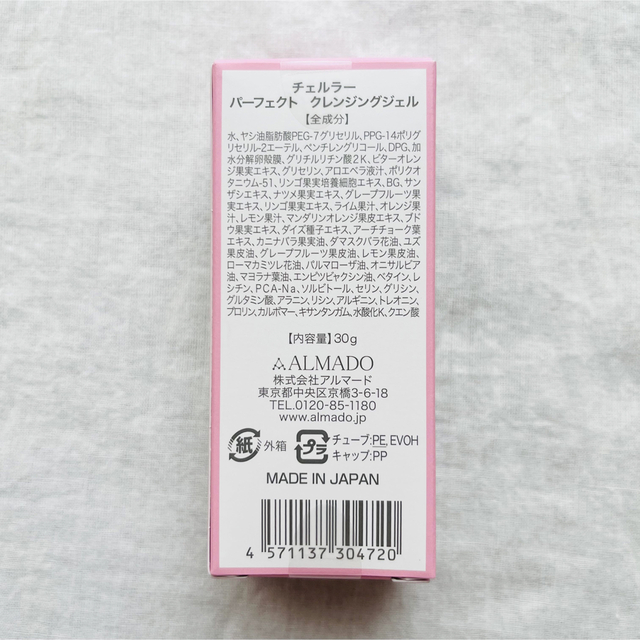 チェルラー
パーフェクト クレンジングジェル
【全成分】
水、ヤシ油脂肪酸PEG-7グリセリル、PPG-14ポリグ
リセリル-2エーテル、ペンチレングリコール、DPG、加
水分解卵殻膜、グリチルリチン酸2K、ビターオレン
ジ果実エキス、グリセリン、アロエベラ液汁、ポリクオ
タニウム-51、リンゴ果実培養細胞エキス、BG、サン
ザシエキス、ナツメ果実エキス、グレープフルーツ果
実エキス、リンゴ果実エキス、ライム果汁、オレンジ果
汁、レモン果汁、マンダリンオレンジ果皮エキス、ブド
ウ果実エキス、ダイズ種子エキス、アーチチョーク葉
エキス、カニナバラ果実油、ダマスクバラ花油、ユズ
果皮油、グレープフルーツ果皮油、レモン果皮油、
ローマカミツレ花油、パルマローザ油、オニサルビア
油、マヨラナ葉油、エンピツビャクシン油、ベタイン、レ
シチン、PCA-Na、ソルビトール、セリン、グリシン、
グルタミン酸、アラニン、リシン、アルギニン、トレオニン、
プロリン、カルボマー、キサンタンガム、水酸化K、クエン酸
【内容量】30g
ALMADO
株式会社アルマード
東京都中央区京橋3-6-18
TEL.0120-85-1180
www.almado.jp
紙 外箱
プラ チューブ:PE, EVOH
キャップ:PP
MADE IN JAPAN
4 571137 304720